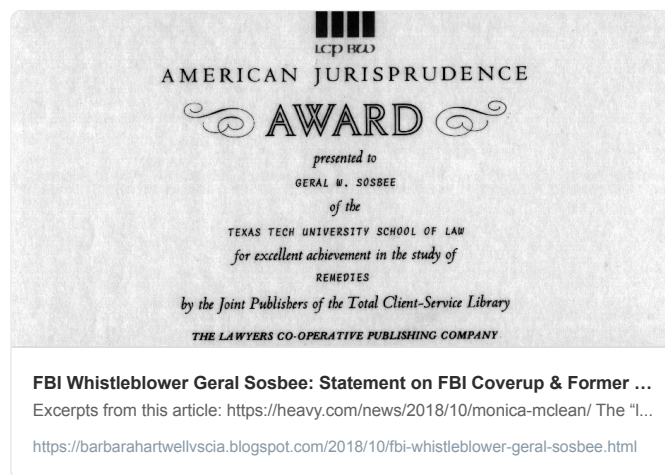 LCP BW
AMERICAN JURISPRUDENCE
AWARD
presented to
GERAL W. SOSBEE
of the
TEXAS TECH UNIVERSITY SCHOOL OF LAW
for excellent achievement in the study of
REMEDIES
by the Joint Publishers of the Total Client-Service Library
THE LAWYERS CO-OPERATIVE PUBLISHING COMPANY
FBI Whistleblower Geral Sosbee: Statement on FBI Coverup & Former ...
Excerpts from this article: https://heavy.com/news/2018/10/monica-mclean/ The “I...
https://barbarahartwellvscia.blogspot.com/2018/10/fbi-whistleblower-geral-sosbee.html